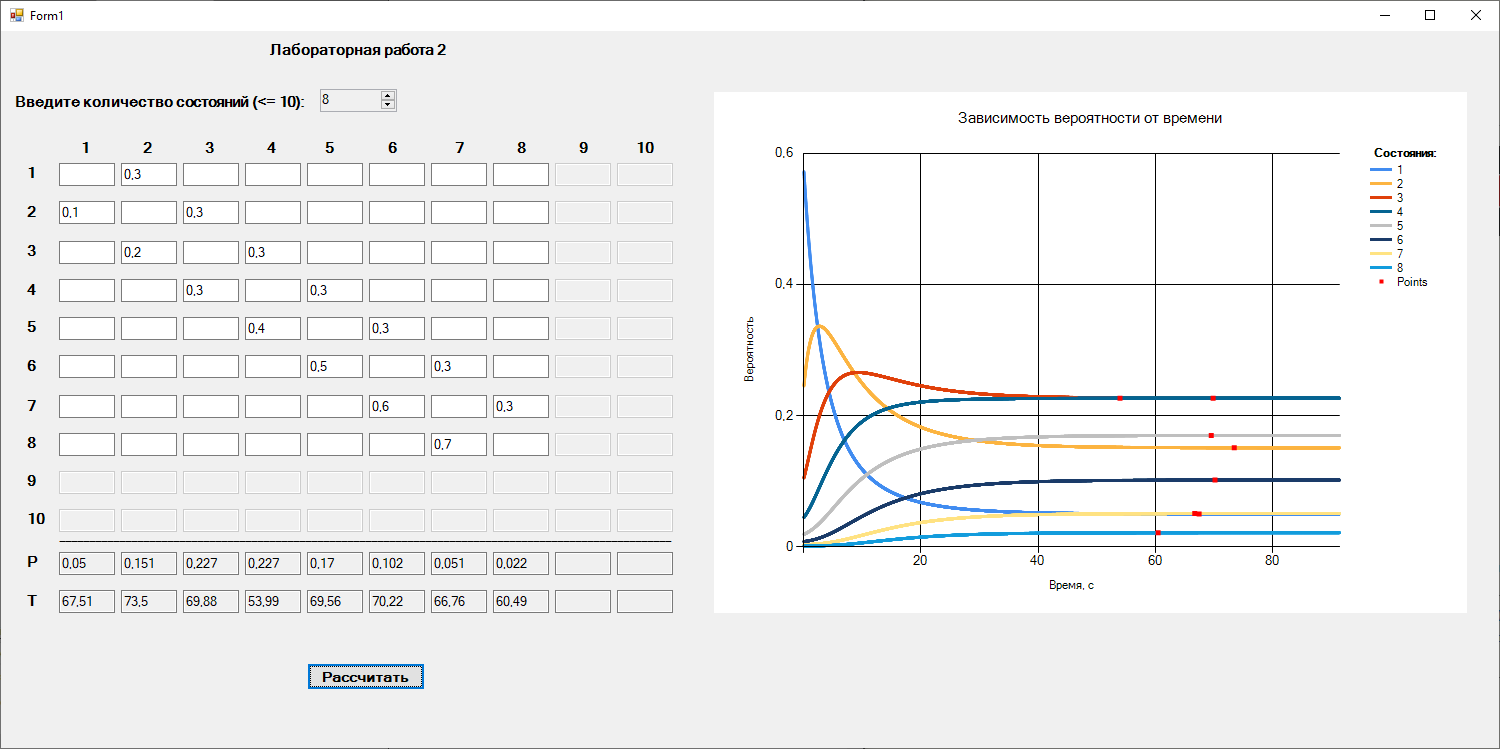 Form1
Лабораторная работа 2
Введите количество состояний (<= 10): 8
1 2 3 4 5 6 7 8 9 10
1 0,3
2 0,1 0,3
3 0,2 0,3
4 0,3 0,3
5 0,4 0,3
6 0,5 0,3
7 0,6 0,3
8 0,7
9
10
P 0,05 0,151 0,227 0,227 0,17 0,102 0,051 0,022
T 67,51 73,5 69,88 53,99 69,56 70,22 66,76 60,49
Рассчитать
Зависимость вероятности от времени
Вероятность
0,6
0,4
0,2
0
20 40 60 80
Время, с
Состояния:
1
2
3
4
5
6
7
8
Points